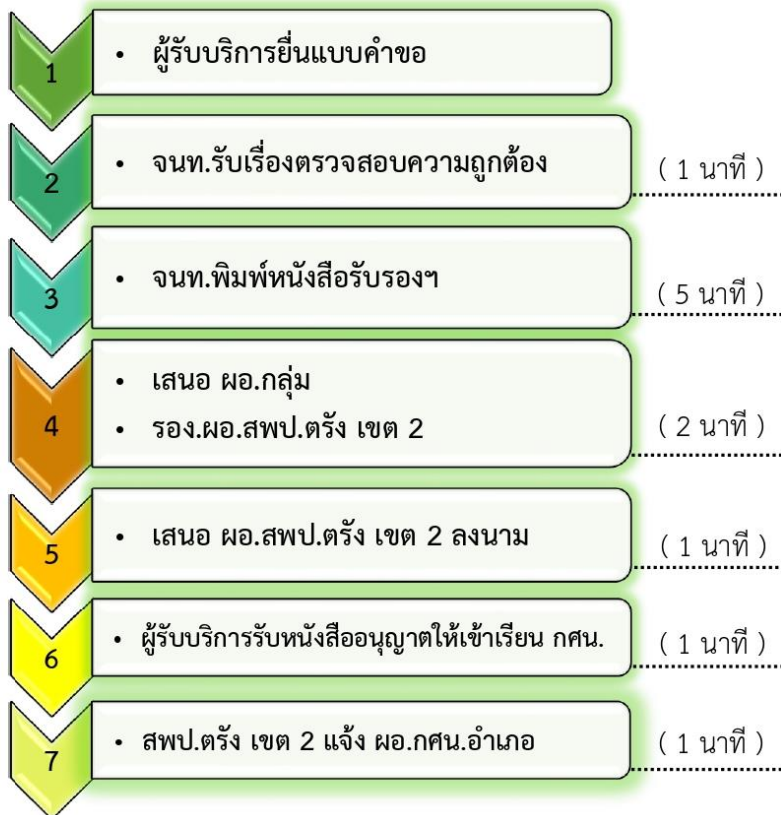 1
• ผู้รับบริการยื่นแบบคำขอ
2
• จนท.รับเรื่องตรวจสอบความถูกต้อง
( 1 นาที )
3
• จนท.พิมพ์หนังสือรับรองฯ
( 5 นาที )
4
• เสนอ ผอ.กลุ่ม
• รอง.ผอ.สพป.ตรัง เขต 2
( 2 นาที )
5
• เสนอ ผอ.สพป.ตรัง เขต 2 ลงนาม
( 1 นาที )
6
• ผู้รับบริการรับหนังสืออนุญาตให้เข้าเรียน กศน.
( 1 นาที )
7
• สพป.ตรัง เขต 2 แจ้ง ผอ.กศน.อำเภอ
( 1 นาที )